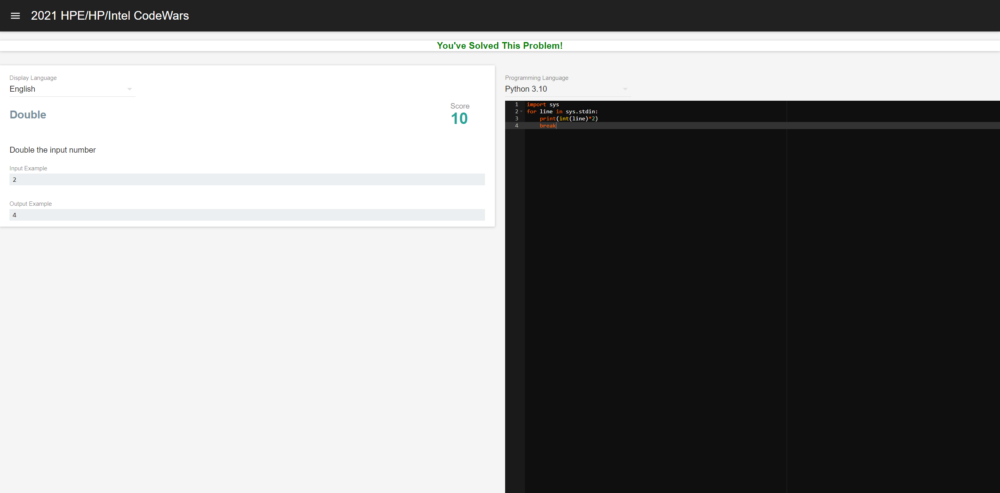 2021 HPE/HP/Intel CodeWars
You've Solved This Problem!
Display Language
English
Double
Score
10
Double the input number
Input Example
2
Output Example
4
Programming Language
Python 3.10
1 import sys
2 for line in sys.stdin:
3     print(int(line)*2)
4     break